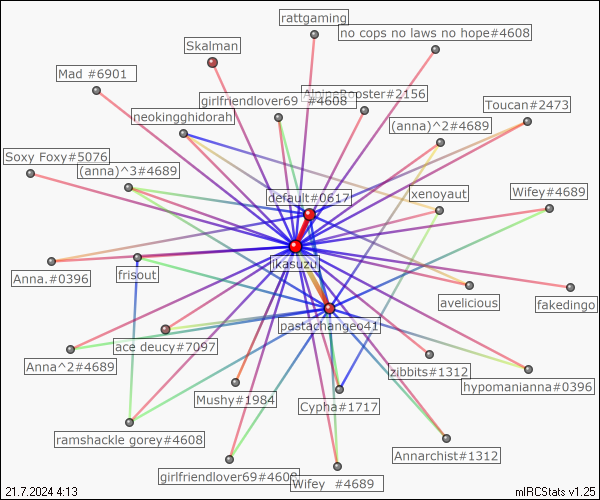 rattgaming
no cops no laws no hope#4608
Skalman
Mad #6901
AlpineRooster#2156
girlfriendlover69 #4608
Toucan#2473
neokingghidorah
(anna)^2#4689
Soxy Foxy#5076
(anna)^3#4689
default#0617
xenoyaut
Wifey#4689
ikasuzu
Anna.#0396
frisout
avelicious
fakedingo
pastachangeo41
ace deucy#7097
Anna^2#4689
zibbits#1312
hypomanianna#0396
Mushy#1984
Cypha#1717
ramshackle gorey#4608
Annarchist#1312
girlfriendlover69#4608
Wifey #4689
21.7.2024 4:13
mIRCStats v1.25